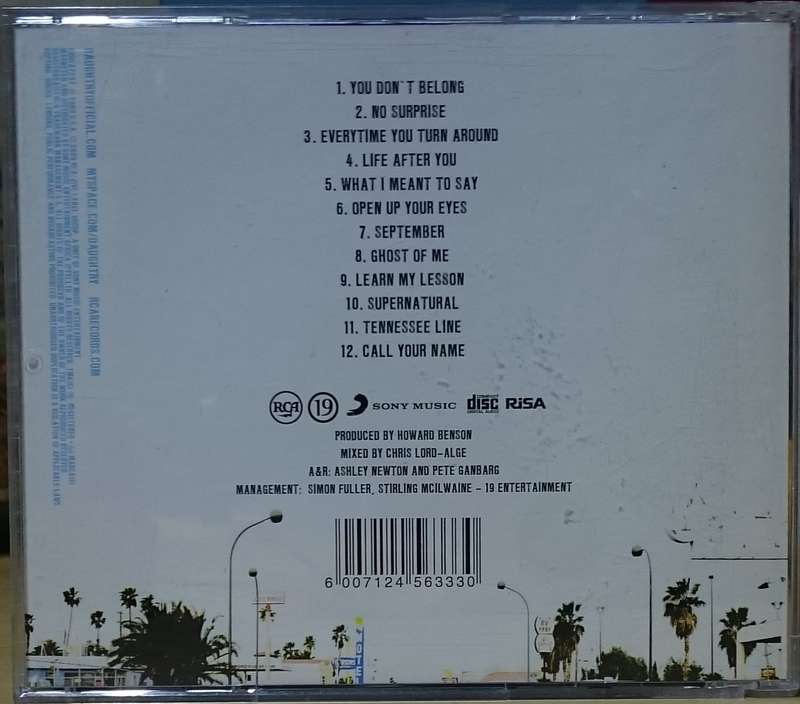 1. YOU DON'T BELONG
2. NO SURPRISE
3. EVERYTIME YOU TURN AROUND
4. LIFE AFTER YOU
5. WHAT I MEANT TO SAY
6. OPEN UP YOUR EYES
7. SEPTEMBER
8. GHOST OF ME
9. LEARN MY LESSON
10. SUPERNATURAL
11. TENNESSEE LINE
12. CALL YOUR NAME
RCA 19 SONY MUSIC COMPACT disc DIGITAL AUDIO RiSA
PRODUCED BY HOWARD BENSON
MIXED BY CHRIS LORD-ALGE
A&R: ASHLEY NEWTON AND PETE GANBARG
MANAGEMENT: SIMON FULLER, STIRLING MCILWAINE - 19 ENTERTAINMENT
6 007124 563330
DAUGHTRYOFFICIAL.COM MYSPACE.COM/DAUGHTRY RCARECORDS.COM